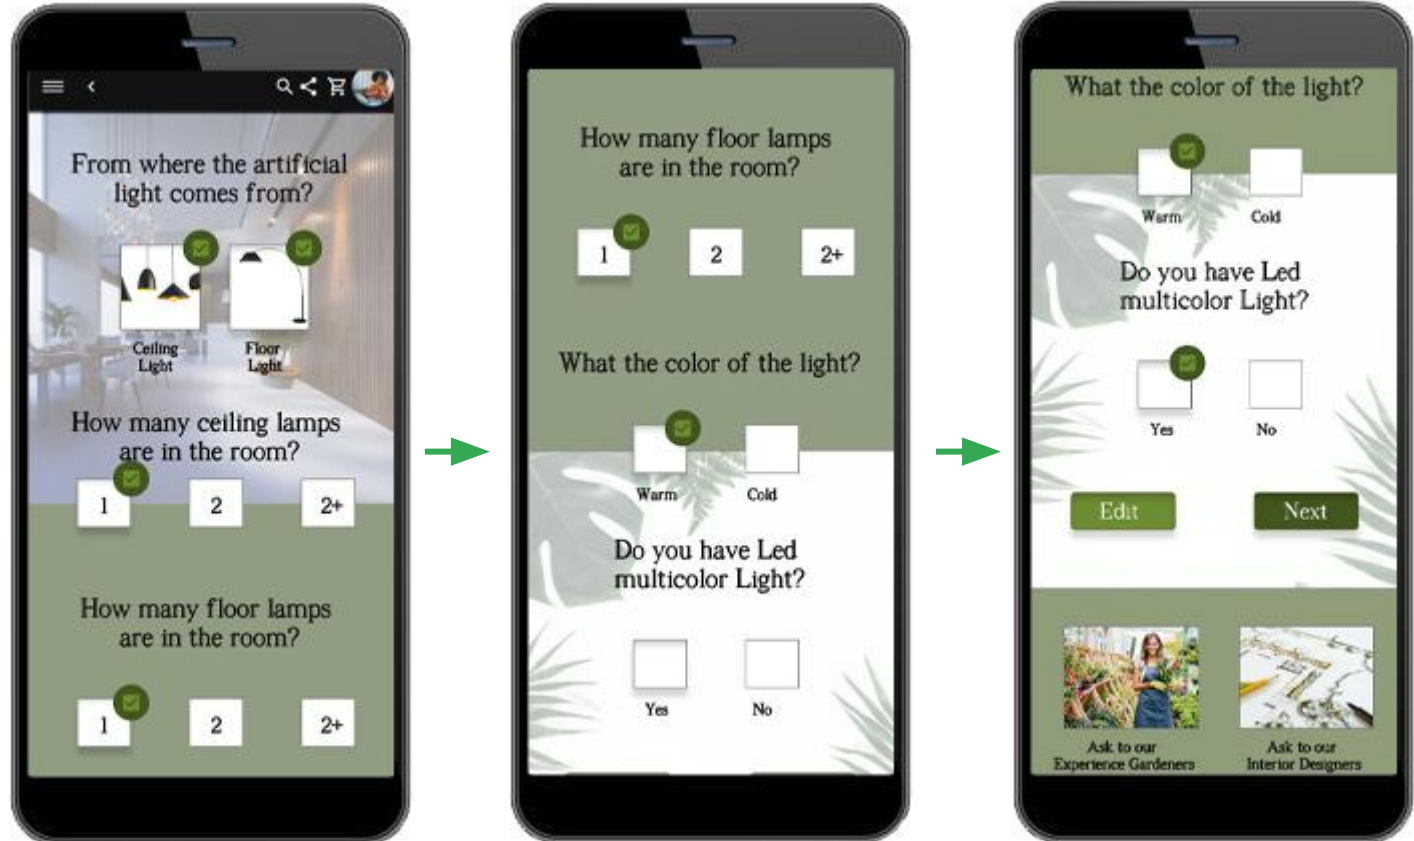 From where the artificial
light comes from?
Ceiling
Light
Floor
Light
How many ceiling lamps
are in the room?
1
2
2+
How many floor lamps
are in the room?
1
2
2+
How many floor lamps
are in the room?
1
2
2+
What the color of the light?
Warm
Cold
Do you have Led
multicolor Light?
Yes
No
What the color of the light?
Warm
Cold
Do you have Led
multicolor Light?
Yes
No
Edit
Next
Ask to our
Experience Gardeners
Ask to our
Interior Designers